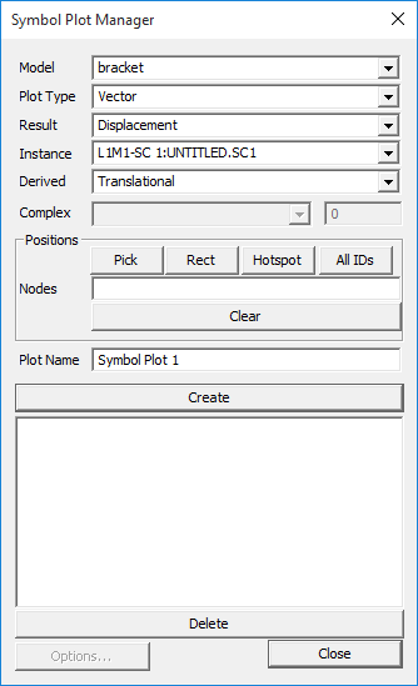 Symbol Plot Manager
Model bracket
Plot Type Vector
Result Displacement
Instance L1M1-SC 1:UNTITLED.SC1
Derived Translational
Complex 0
Positions
Pick Rect Hotspot All IDs
Nodes
Clear
Plot Name Symbol Plot 1
Create
Delete
Options... Close